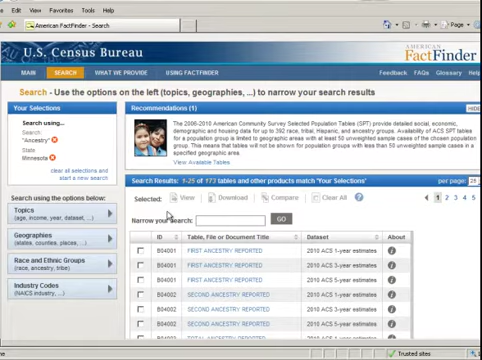 Edit View Favorites Tools Help
American FactFinder - Search
Page
U.S. Census Bureau
AMERICAN
FactFinder
MAIN SEARCH WHAT WE PROVIDE USING FACTFINDER
Feedback FAQs Glossary Help
Search - Use the options on the left (topics, geographies, ...) to narrow your search results
Your Selections
Search using...
Search:
"Ancestry"
State
Minnesota
clear all selections and
start a new search
Search using the options below:
Topics
(age, income, year, dataset, ...)
Geographies
(states, counties, places, ...)
Race and Ethnic Groups
(race, ancestry, tribe)
Industry Codes
(NAICS industry, ...)
Recommendations (1)
HIDE
The 2006-2010 American Community Survey Selected Population Tables (SPT) provide detailed social, economic,
demographic and housing data for up to 392 race, tribal, Hispanic, and ancestry groups. Availability of ACS SPT tables
for a population group is limited to geographic areas with at least 50 unweighted sample cases of the chosen population
group. This means that tables will not be shown for population groups with less than 50 unweighted sample cases in a
specified geographic area.
View Available Tables
Search Results: 1-25 of 173 tables and other products match 'Your Selections'
per page: 25
Selected: View Download Compare Clear All
1 2 3 4 5
Narrow your search: GO
ID Table, File or Document Title Dataset About
B04001 FIRST ANCESTRY REPORTED 2010 ACS 1-year estimates
B04001 FIRST ANCESTRY REPORTED 2010 ACS 5-year estimates
B04001 FIRST ANCESTRY REPORTED 2010 ACS 3-year estimates
B04002 SECOND ANCESTRY REPORTED 2010 ACS 1-year estimates
B04002 SECOND ANCESTRY REPORTED 2010 ACS 5-year estimates
B04002 SECOND ANCESTRY REPORTED 2010 ACS 3-year estimates
Trusted sites